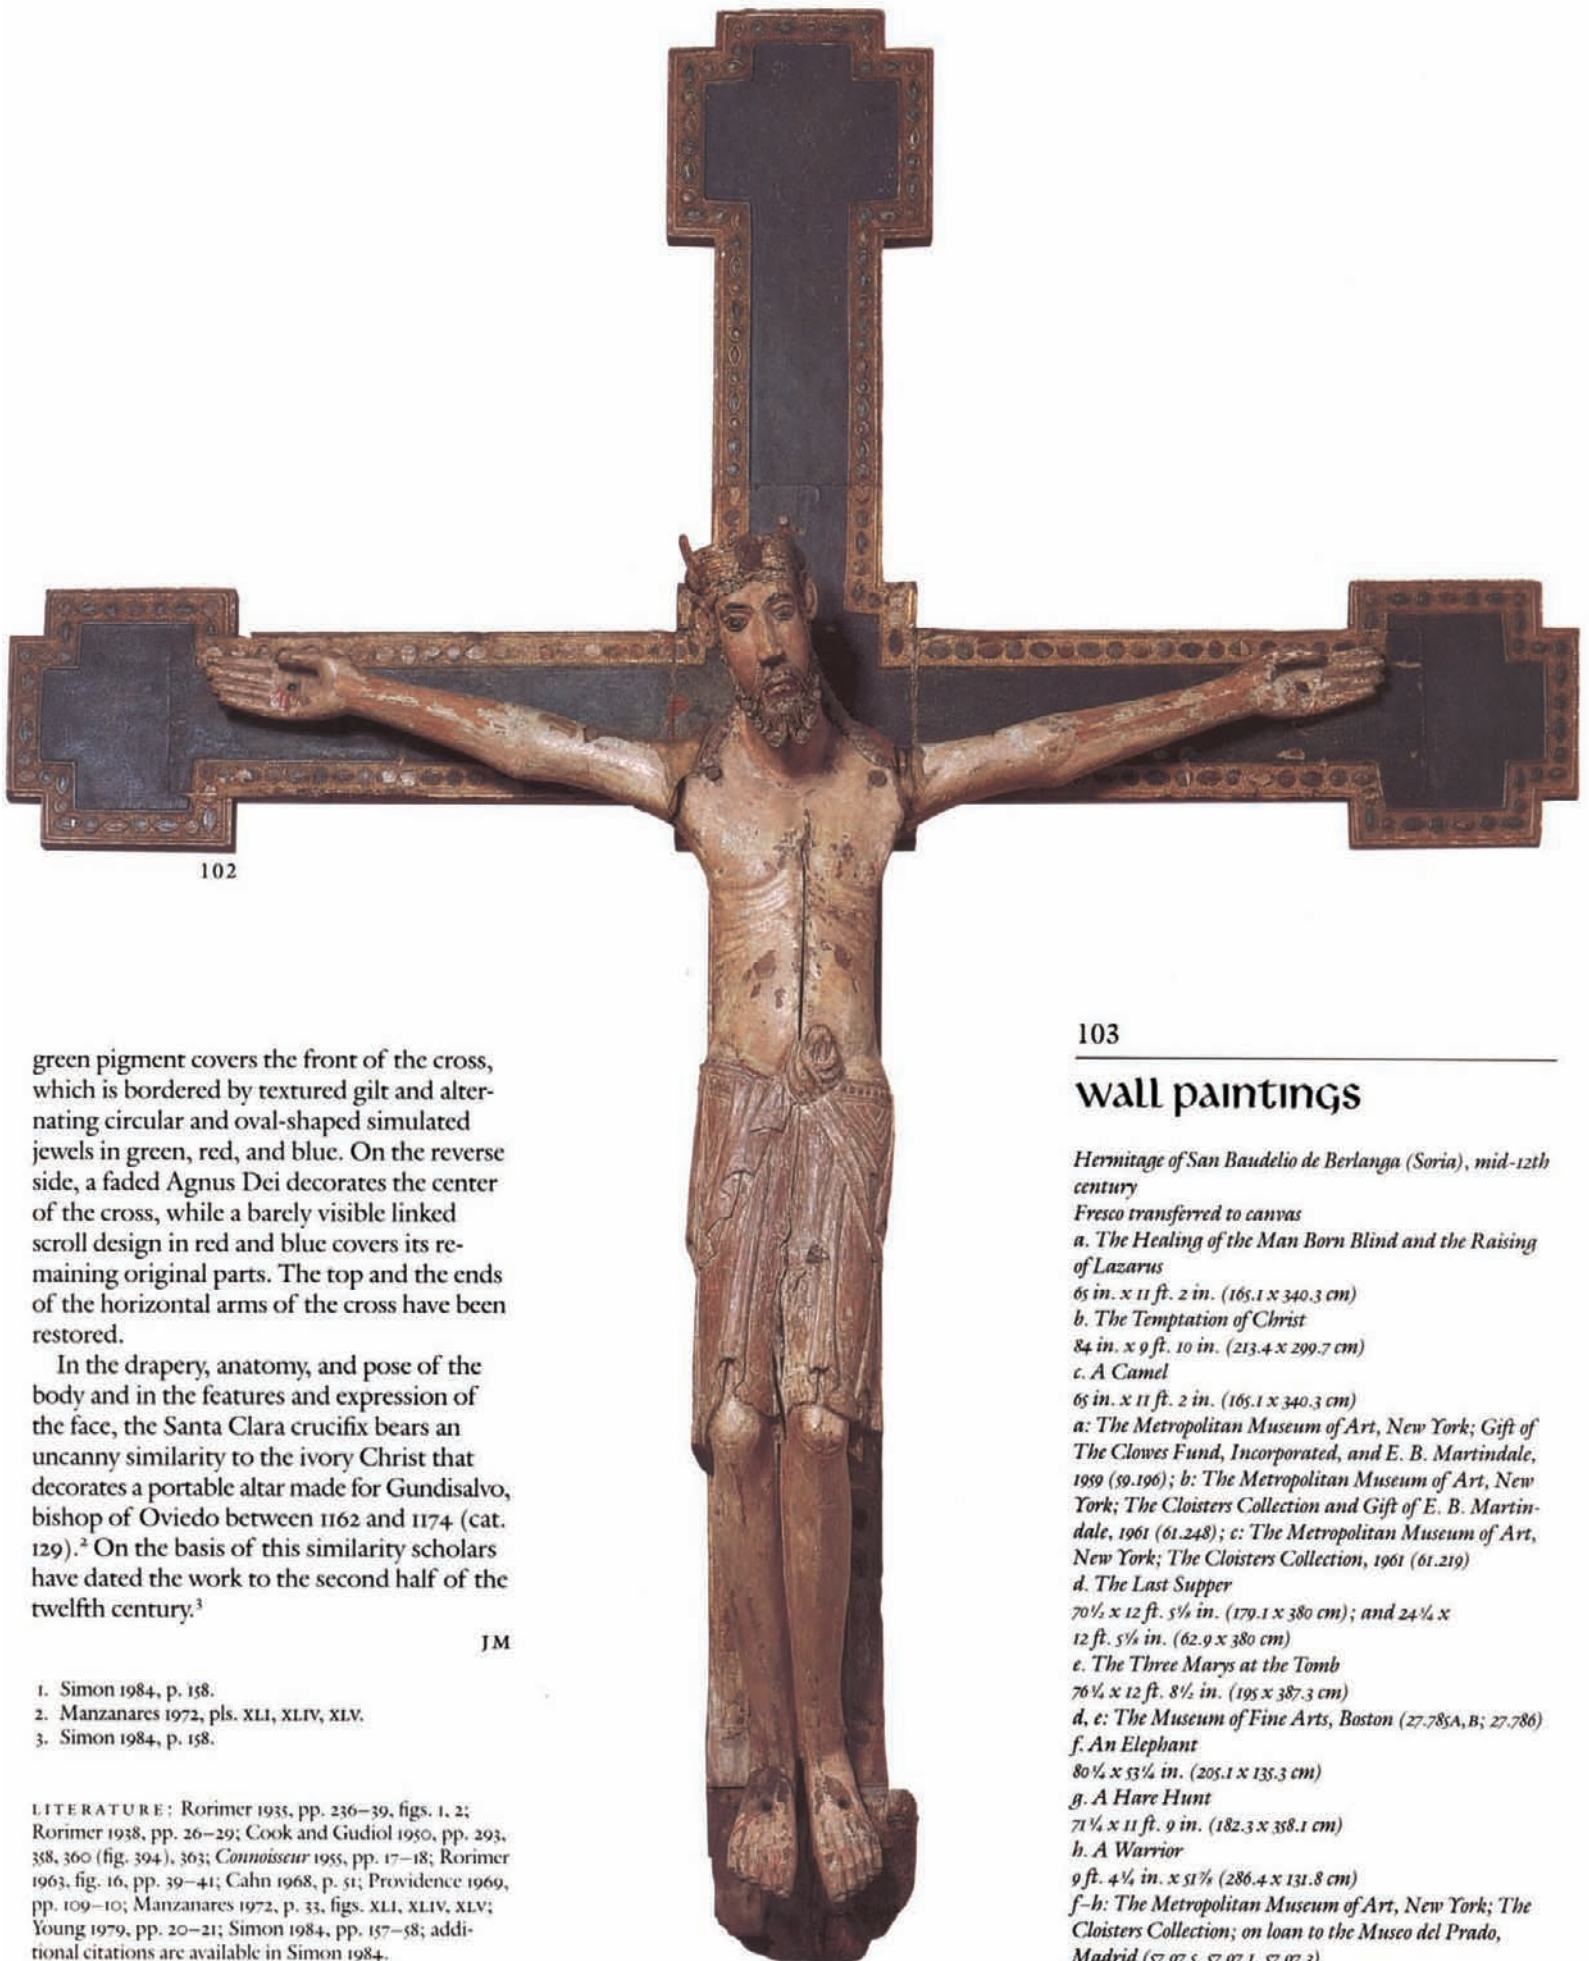 102
green pigment covers the front of the cross,
which is bordered by textured gilt and alter-
nating circular and oval-shaped simulated
jewels in green, red, and blue. On the reverse
side, a faded Agnus Dei decorates the center
of the cross, while a barely visible linked
scroll design in red and blue covers its re-
maining original parts. The top and the ends
of the horizontal arms of the cross have been
restored.
In the drapery, anatomy, and pose of the
body and in the features and expression of
the face, the Santa Clara crucifix bears an
uncanny similarity to the ivory Christ that
decorates a portable altar made for Gundisalvo,
bishop of Oviedo between 1162 and 1174 (cat.
129).² On the basis of this similarity scholars
have dated the work to the second half of the
twelfth century.³
JM
1. Simon 1984, p. 158.
2. Manzanares 1972, pls. XLI, XLIV, XLV.
3. Simon 1984, p. 158.
LITERATURE: Rorimer 1935, pp. 236–39, figs. 1, 2;
Rorimer 1938, pp. 26–29; Cook and Gudiol 1950, pp. 293,
358, 360 (fig. 394), 363; Connoisseur 1955, pp. 17–18; Rorimer
1963, fig. 16, pp. 39–41; Cahn 1968, p. 51; Providence 1969,
pp. 109–10; Manzanares 1972, p. 33, figs. XLI, XLIV, XLV;
Young 1979, pp. 20–21; Simon 1984, pp. 157–58; addi-
tional citations are available in Simon 1984.
103
wall paintings
Hermitage of San Baudelio de Berlanga (Soria), mid-12th
century
Fresco transferred to canvas
a. The Healing of the Man Born Blind and the Raising
of Lazarus
65 in. x 11 ft. 2 in. (165.1 x 340.3 cm)
b. The Temptation of Christ
84 in. x 9 ft. 10 in. (213.4 x 299.7 cm)
c. A Camel
65 in. x 11 ft. 2 in. (165.1 x 340.3 cm)
a: The Metropolitan Museum of Art, New York; Gift of
The Clowes Fund, Incorporated, and E. B. Martindale,
1959 (59.196); b: The Metropolitan Museum of Art, New
York; The Cloisters Collection and Gift of E. B. Martin-
dale, 1961 (61.248); c: The Metropolitan Museum of Art,
New York; The Cloisters Collection, 1961 (61.219)
d. The Last Supper
70½ x 12 ft. 5⅝ in. (179.1 x 380 cm); and 24¾ x
12 ft. 5⅝ in. (62.9 x 380 cm)
e. The Three Marys at the Tomb
76¾ x 12 ft. 8½ in. (195 x 387.3 cm)
d, e: The Museum of Fine Arts, Boston (27.785A,B; 27.786)
f. An Elephant
80¾ x 53¼ in. (205.1 x 135.3 cm)
g. A Hare Hunt
71¾ x 11 ft. 9 in. (182.3 x 358.1 cm)
h. A Warrior
9 ft. 4¾ in. x 51⅞ (286.4 x 131.8 cm)
f–h: The Metropolitan Museum of Art, New York; The
Cloisters Collection; on loan to the Museo del Prado,
Madrid